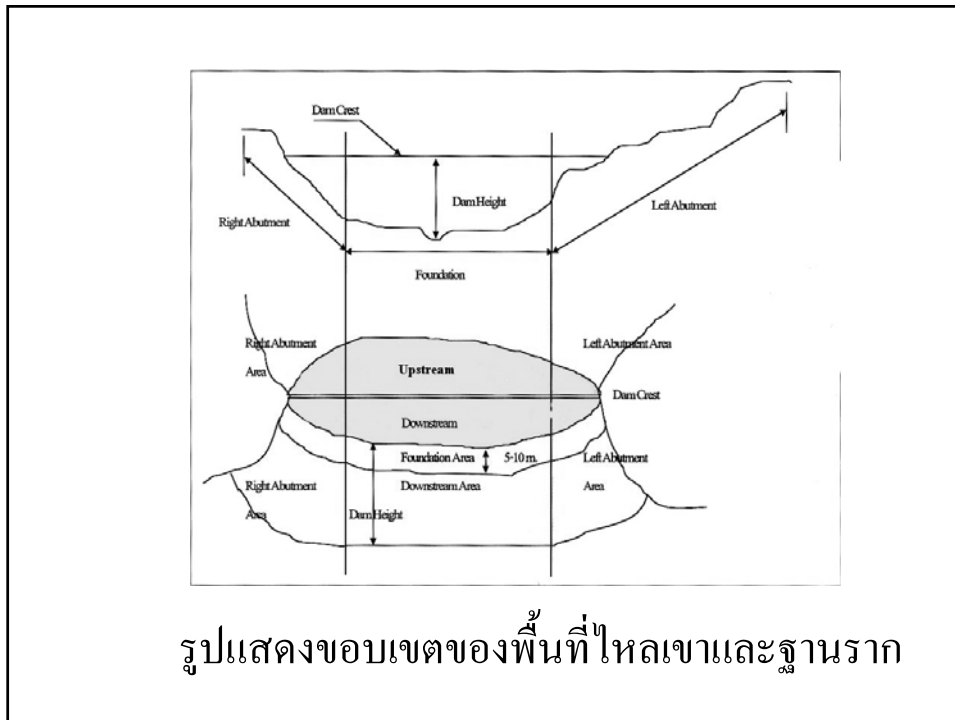 Dam Crest
Dam Height
Right Abutment
Left Abutment
Foundation
Right Abutment
Area
Left Abutment Area
Upstream
Dam Crest
Downstream
Foundation Area
5-10 m.
Left Abutment
Area
Right Abutment
Area
Downstream Area
Dam Height
รูปแสดงขอบเขตของพื้นที่ไหลเขาและฐานราก